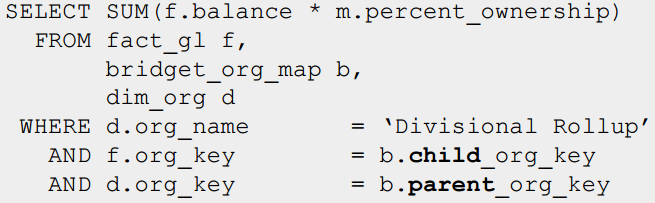 SELECT SUM(f.balance * m.percent_ownership)
FROM fact_gl f,
bridget_org_map b,
dim_org d
WHERE d.org_name = ‘Divisional Rollup’
AND f.org_key = b.child_org_key
AND d.org_key = b.parent_org_key